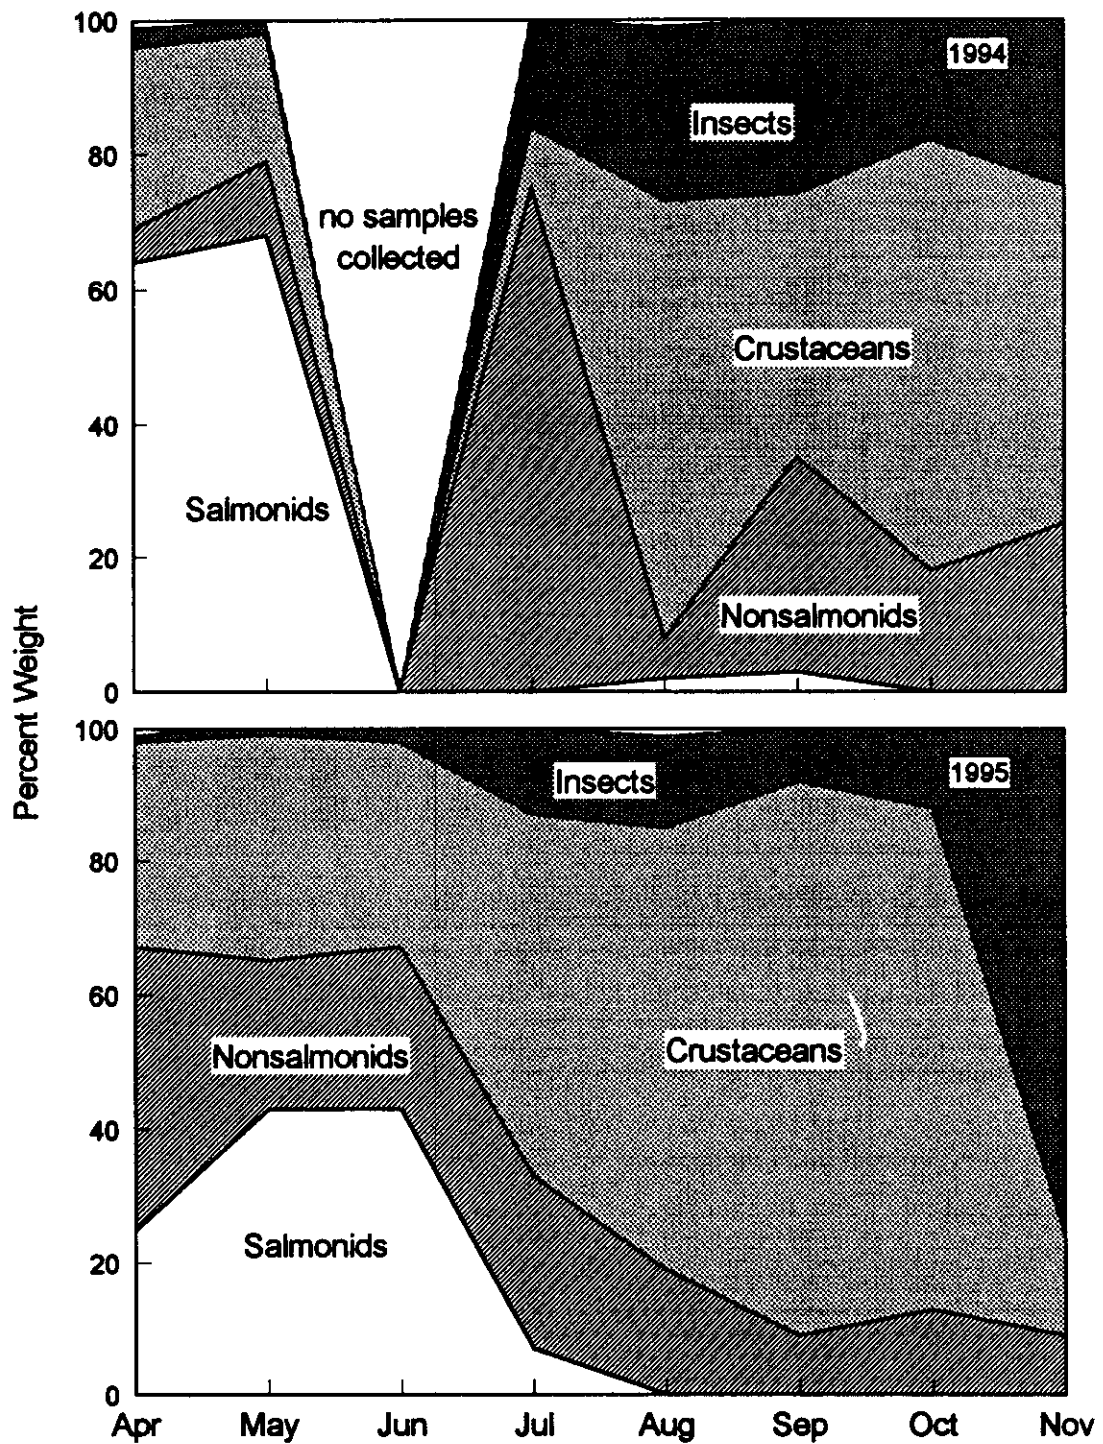 100
80
60
40
20
0
1994
Insects
no samples
collected
Crustaceans
Salmonids
Nonsalmonids
Percent Weight
100
80
60
40
20
0
1995
Insects
Nonsalmonids
Crustaceans
Salmonids
Apr May Jun Jul Aug Sep Oct Nov